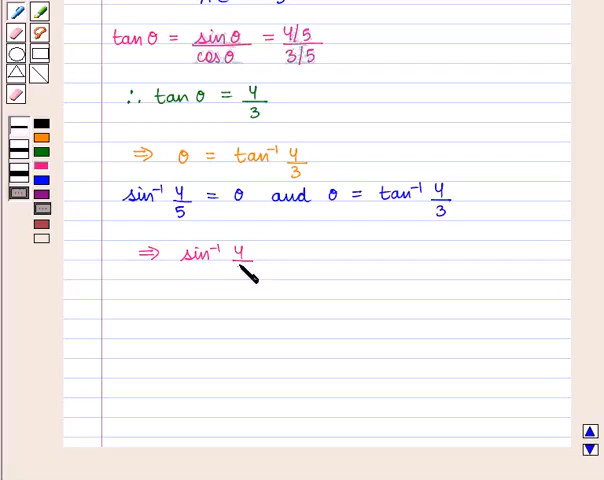 tan θ = sin θ / cos θ = 4/5 / 3/5
∴ tan θ = 4/3
⇒ θ = tan⁻¹ 4/3
sin⁻¹ 4/5 = θ and θ = tan⁻¹ 4/3
⇒ sin⁻¹ 4